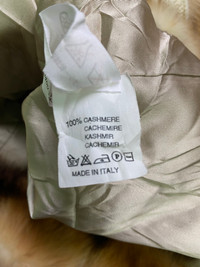 100% CASHMERE
CACHEMIRE
KASHMIR
CACHEMIR
MADE IN ITALY